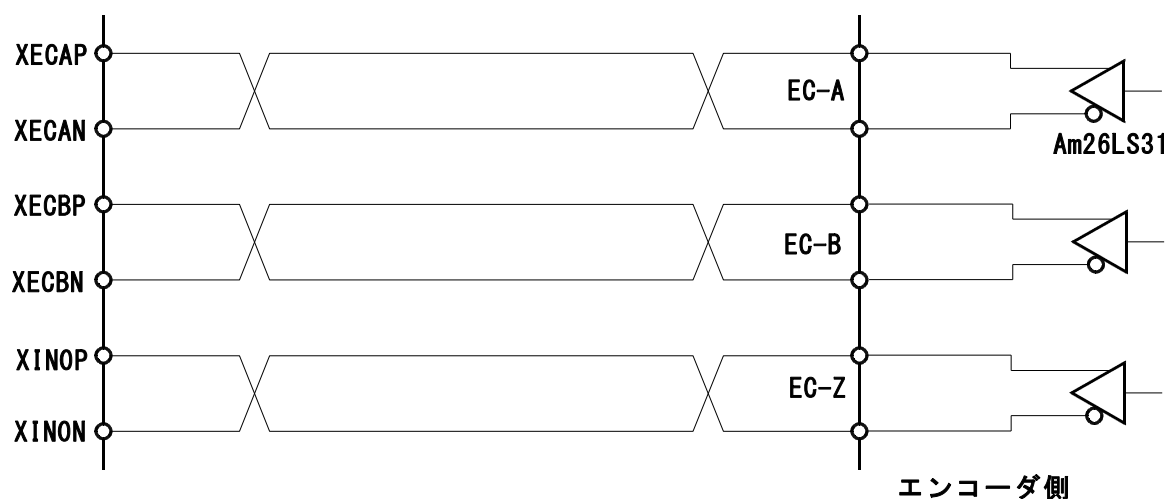 XECAP
EC-A
XECAN
Am26LS31
XECBP
EC-B
XECBN
XINOP
EC-Z
XINON
エンコーダ側